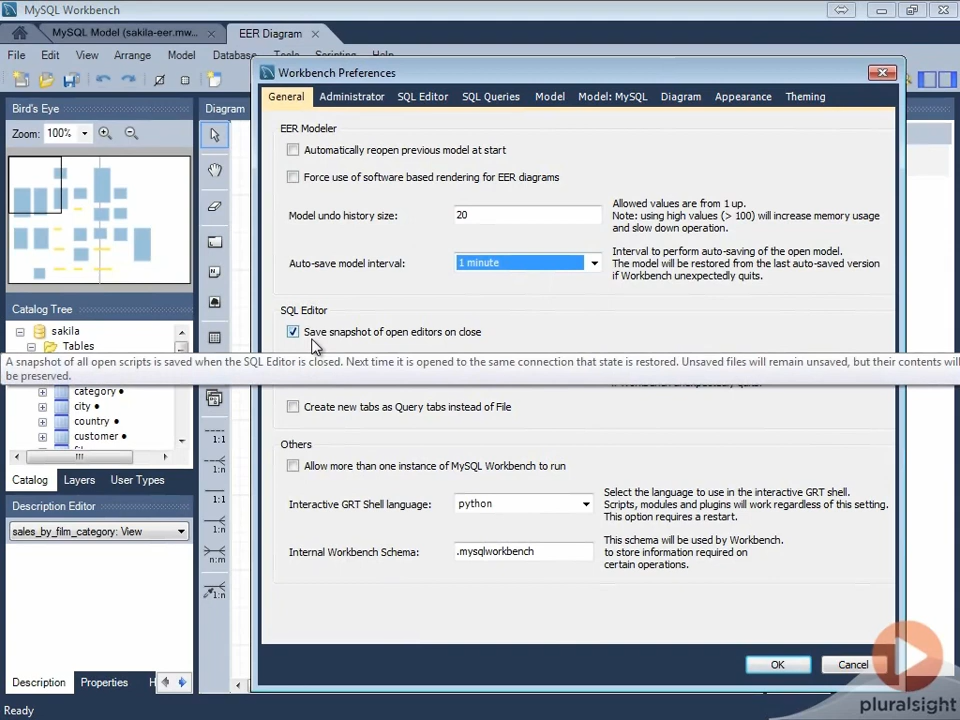 MySQL Workbench
MySQL Model (sakila-eer.mw...
EER Diagram
File Edit View Arrange Model Database Tools Scripting Help
Workbench Preferences
General Administrator SQL Editor SQL Queries Model Model: MySQL Diagram Appearance Theming
Bird's Eye
Diagram
Zoom: 100%
EER Modeler
Automatically reopen previous model at start
Force use of software based rendering for EER diagrams
Model undo history size: 20
Allowed values are from 1 up.
Note: using high values (> 100) will increase memory usage
and slow down operation.
Auto-save model interval: 1 minute
Interval to perform auto-saving of the open model.
The model will be restored from the last auto-saved version
if Workbench unexpectedly quits.
Catalog Tree
sakila
Tables
SQL Editor
Save snapshot of open editors on close
A snapshot of all open scripts is saved when the SQL Editor is closed. Next time it is opened to the same connection that state is restored. Unsaved files will remain unsaved, but their contents will
be preserved.
category
city
country
customer
Create new tabs as Query tabs instead of File
Others
Allow more than one instance of MySQL Workbench to run
Interactive GRT Shell language: python
Select the language to use in the interactive GRT shell.
Scripts, modules and plugins will work regardless of this setting.
This option requires a restart.
Internal Workbench Schema: .mysqlworkbench
This schema will be used by Workbench.
to store information required on
certain operations.
Catalog Layers User Types
Description Editor
sales_by_film_category: View
1:1
1:n
1:1
1:n
n:m
1:n
OK Cancel
Description Properties H
Ready
pluralsight